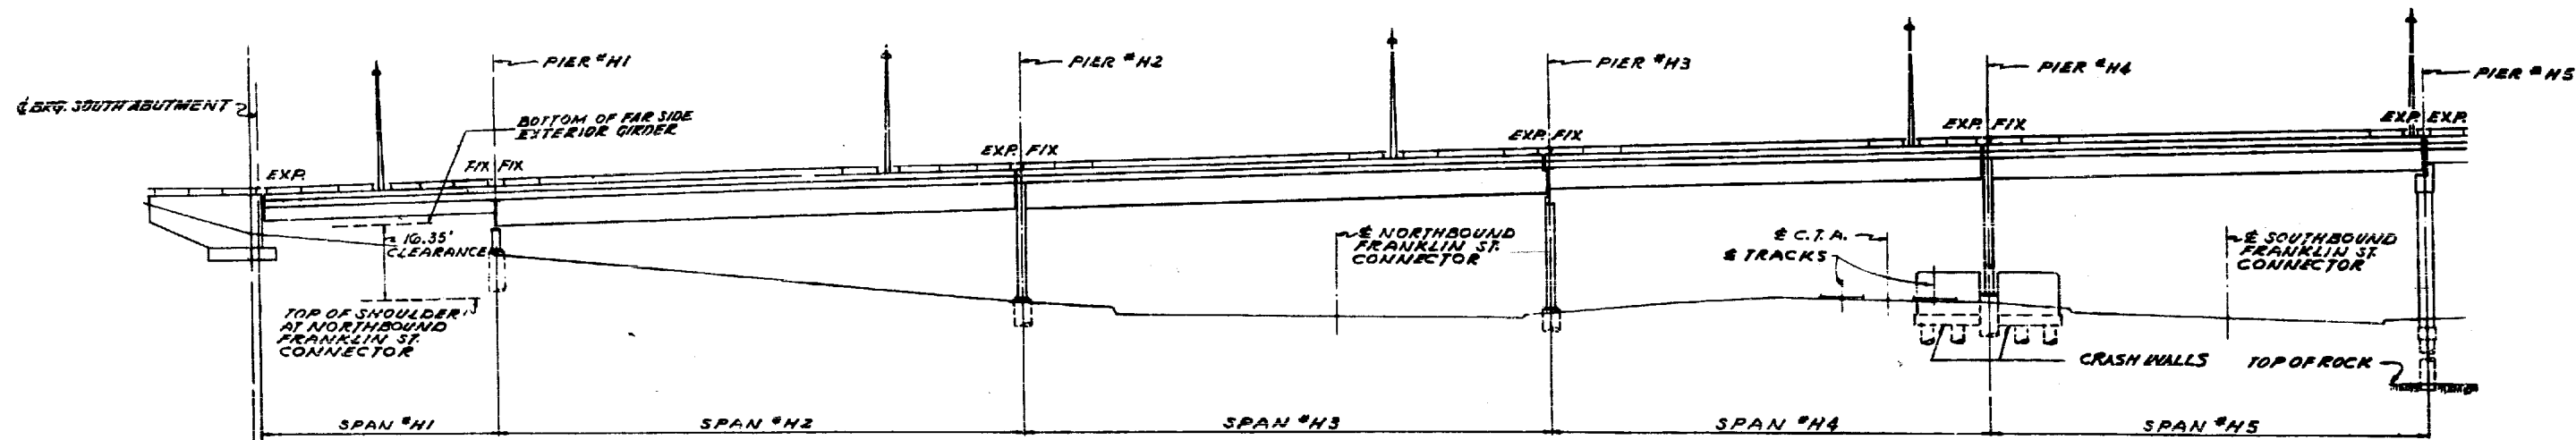 PIER #H1
PIER #H2
PIER #H3
PIER #H4
PIER #H5
℄ BRG. SOUTH ABUTMENT
BOTTOM OF FAR SIDE
EXTERIOR GIRDER
EXP.
FIX FIX
EXP. FIX
EXP. FIX
EXP. FIX
EXP. EXP.
16.35'
CLEARANCE
TOP OF SHOULDER
AT NORTHBOUND
FRANKLIN ST.
CONNECTOR
℄ NORTHBOUND
FRANKLIN ST.
CONNECTOR
℄ C.T.A.
℄ TRACKS
℄ SOUTHBOUND
FRANKLIN ST.
CONNECTOR
CRASH WALLS
TOP OF ROCK
SPAN #H1
SPAN #H2
SPAN #H3
SPAN #H4
SPAN #H5